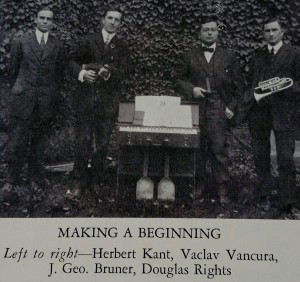 MAKING A BEGINNING
Left to right—Herbert Kant, Vaclav Vancura,
J. Geo. Bruner, Douglas Rights